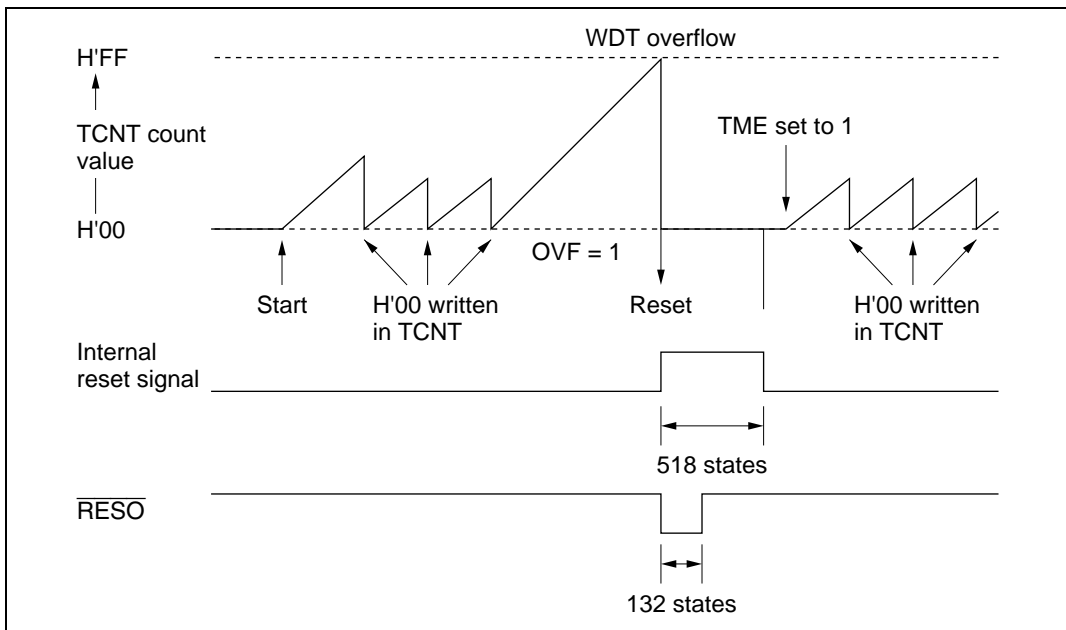 WDT overflow
H'FF
TME set to 1
TCNT count
value
H'00
OVF = 1
Start
H'00 written
in TCNT
Reset
H'00 written
in TCNT
Internal
reset signal
518 states
RESO
132 states